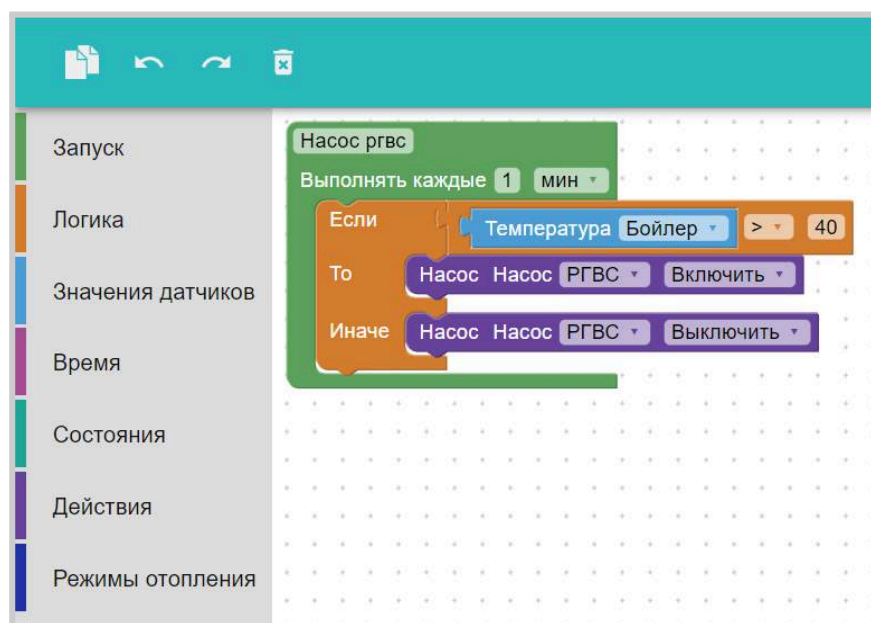 Запуск
Логика
Значения датчиков
Время
Состояния
Действия
Режимы отопления
Насос ргвс
Выполнять каждые 1 мин
Если Температура Бойлер > 40
То Насос Насос РГВС Включить
Иначе Насос Насос РГВС Выключить